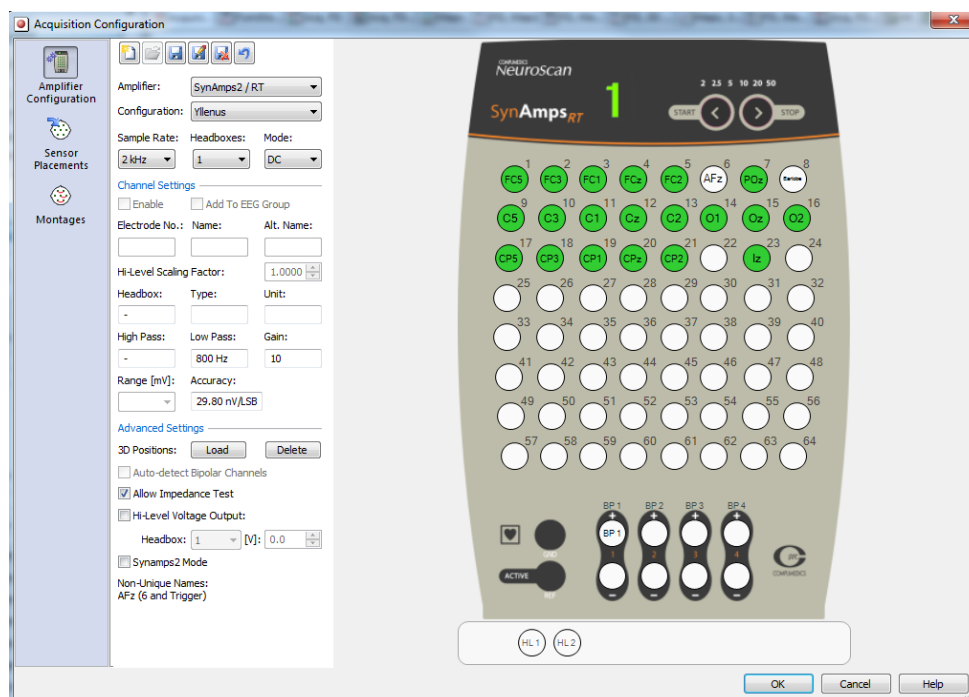 Acquisition Configuration
Amplifier
Configuration
Sensor
Placements
Montages
Amplifier: SynAmps2 / RT
Configuration: Yllenus
Sample Rate: Headboxes: Mode:
2 kHz 1 DC
Channel Settings
Enable Add To EEG Group
Electrode No.: Name: Alt. Name:
Hi-Level Scaling Factor: 1.0000
Headbox: Type: Unit:
-
High Pass: Low Pass: Gain:
- 800 Hz 10
Range [mV]: Accuracy:
29.80 nV/LSB
Advanced Settings
3D Positions: Load Delete
Auto-detect Bipolar Channels
Allow Impedance Test
Hi-Level Voltage Output:
Headbox: 1 [V]: 0.0
Synamps2 Mode
Non-Unique Names:
AFz (6 and Trigger)
COMPUMEDICS
NeuroScan
SynAmpsRT
1
2 2.5 5 10 20 50
START < > STOP
1 2 3 4 5 6 7 8
FC5 FC3 FC1 FCz FC2 AFz POz
9 10 11 12 13 14 15 16
C5 C3 C1 Cz C2 O1 Oz O2
17 18 19 20 21 22 23 24
CP5 CP3 CP1 CPz CP2 Iz
25 26 27 28 29 30 31 32
33 34 35 36 37 38 39 40
41 42 43 44 45 46 47 48
49 50 51 52 53 54 55 56
57 58 59 60 61 62 63 64
BP 1 BP 2 BP 3 BP 4
+ + + +
BP 1
GND
1 2 3 4
ACTIVE
REF
- - - -
COMPUMEDICS
HL 1 HL 2
OK Cancel Help